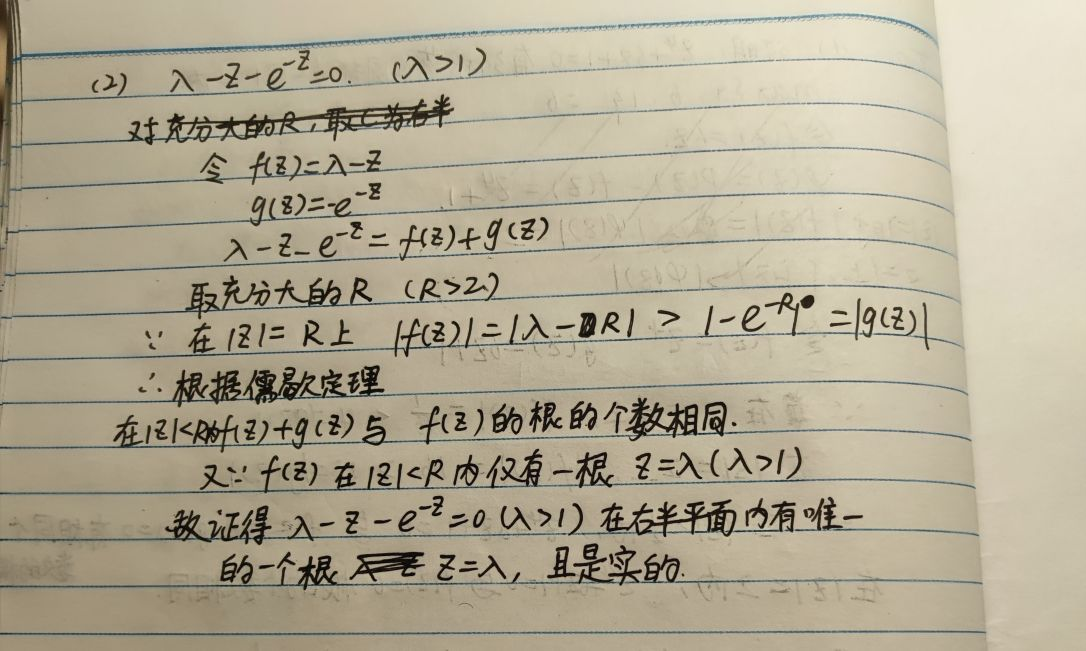 (2) λ-z-e^{-z}=0. (λ>1)
对充分大的R,取C为右半
令 f(z)=λ-z
g(z)=-e^{-z}
λ-z-e^{-z}=f(z)+g(z)
取充分大的R (R>2)
∵ 在|z|=R上 |f(z)|=|λ-R| > |-e^{-R}| =|g(z)|
∴ 根据儒歇定理
在|z|<R内f(z)+g(z)与 f(z)的根的个数相同.
又∵ f(z)在|z|<R内仅有一根 z=λ(λ>1)
故证得 λ-z-e^{-z}=0(λ>1)在右半平面内有唯一
的一个根 z=λ, 且是实的.